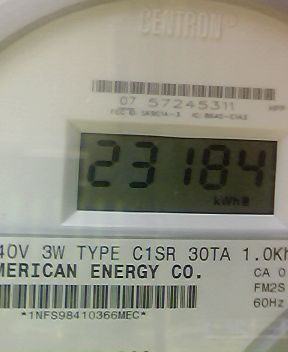 CENTRON
07 57245311
23184
kWh
40V 3W TYPE C1SR 30TA 1.0Kh
MERICAN ENERGY CO.
CA 0
FM2S
60Hz
*1NFS98410366MEC*